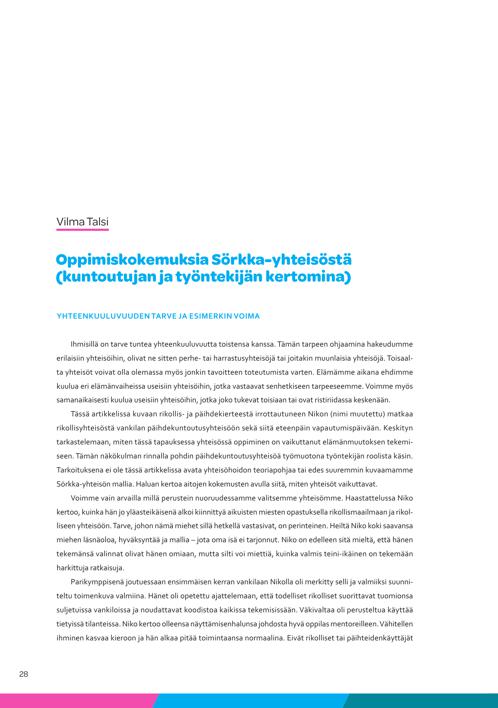 Vilma Talsi
Oppimiskokemuksia Sörkka-yhteisöstä
(kuntoutujan ja työntekijän kertomina)
YHTEENKUULUVUUDEN TARVE JA ESIMERKIN VOIMA
Ihmisillä on tarve tuntea yhteenkuuluvuutta toistensa kanssa. Tämän tarpeen ohjaamina hakeudumme
erilaisiin yhteisöihin, olivat ne sitten perhe- tai harrastusyhteisöjä tai joitakin muunlaisia yhteisöjä. Toisaal-
ta yhteisöt voivat olla olemassa myös jonkin tavoitteen toteutumista varten. Elämämme aikana ehdimme
kuulua eri elämänvaiheissa useisiin yhteisöihin, jotka vastaavat senhetkiseen tarpeeseemme. Voimme myös
samanaikaisesti kuulua useisiin yhteisöihin, jotka joko tukevat toisiaan tai ovat ristiriidassa keskenään.
Tässä artikkelissa kuvaan rikollis- ja päihdekierteestä irrottautuneen Nikon (nimi muutettu) matkaa
rikollisyhteisöstä vankilan päihdekuntoutusyhteisöön sekä siitä eteenpäin vapautumispäivään. Keskityn
tarkastelemaan, miten tässä tapauksessa yhteisössä oppiminen on vaikuttanut elämänmuutoksen tekemi-
seen. Tämän näkökulman rinnalla pohdin päihdekuntoutusyhteisöä työmuotona työntekijän roolista käsin.
Tarkoituksena ei ole tässä artikkelissa avata yhteisöhoidon teoriapohjaa tai edes suuremmin kuvaamamme
Sörkka-yhteisön mallia. Haluan kertoa aitojen kokemusten avulla siitä, miten yhteisöt vaikuttavat.
Voimme vain arvailla millä perustein nuoruudessamme valitsemme yhteisömme. Haastattelussa Niko
kertoo, kuinka hän jo yläasteikäisenä alkoi kiinnittyä aikuisten miesten opastuksella rikollismaailmaan ja rikol-
liseen yhteisöön. Tarve, johon nämä miehet sillä hetkellä vastasivat, on perinteinen. Heiltä Niko koki saavansa
miehen läsnäoloa, hyväksyntää ja mallia – jota oma isä ei tarjonnut. Niko on edelleen sitä mieltä, että hänen
tekemänsä valinnat olivat hänen omiaan, mutta silti voi miettiä, kuinka valmis teini-ikäinen on tekemään
harkittuja ratkaisuja.
Parikymppisenä joutuessaan ensimmäisen kerran vankilaan Nikolla oli merkitty selli ja valmiiksi suunni-
teltu toimenkuva valmiina. Hänet oli opetettu ajattelemaan, että todelliset rikolliset suorittavat tuomionsa
suljetuissa vankiloissa ja noudattavat koodistoa kaikissa tekemisissään. Väkivaltaa oli perusteltua käyttää
tietyissä tilanteissa. Niko kertoo olleensa näyttämisenhalunsa johdosta hyvä oppilas mentoreilleen. Vähitellen
ihminen kasvaa kieroon ja hän alkaa pitää toimintaansa normaalina. Eivät rikolliset tai päihteidenkäyttäjät
28